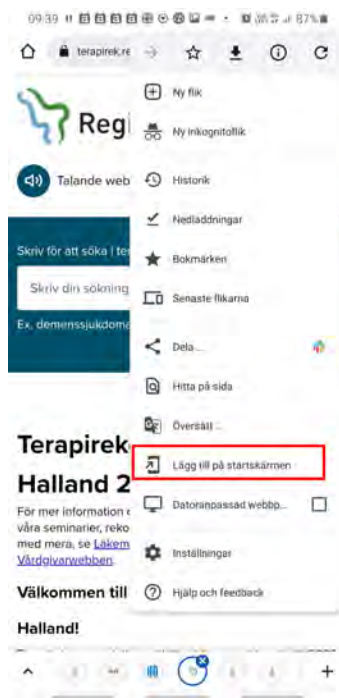 09:39
87%
terapirek.re
Regi
Talande web
Skriv för att söka i te
Skriv din sökning
Ex. demenssjukdoma
Ny flik
Ny inkognitoflik
Historik
Nedladdningar
Bokmärken
Senaste flikarna
Dela ...
Hitta på sida
Översätt ...
Lägg till på startskärmen
Datoranpassad webbp...
Inställningar
Hjälp och feedback
Terapirek
Halland 2
För mer information
våra seminarier, reko
med mera, se Läkem
Vårdgivarwebben.
Välkommen till
Halland!